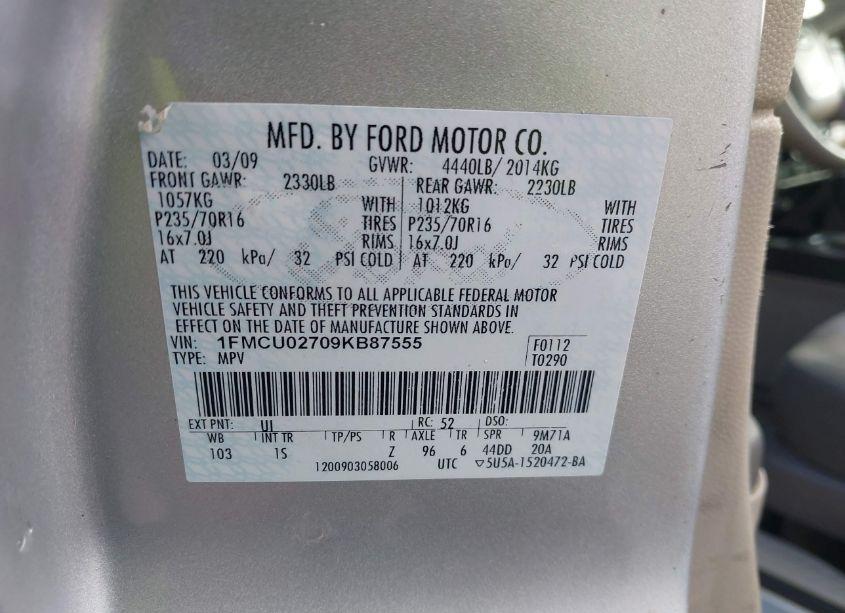 MFD. BY FORD MOTOR CO.
DATE: 03/09 GVWR: 4440LB/ 2014KG
FRONT GAWR: 2330LB REAR GAWR: 2230LB
1057KG WITH 1012KG WITH
P235/70R16 TIRES P235/70R16 TIRES
16x7.0J RIMS 16x7.0J RIMS
AT 220 kPa/ 32 PSI COLD AT 220 kPa/ 32 PSI COLD
THIS VEHICLE CONFORMS TO ALL APPLICABLE FEDERAL MOTOR
VEHICLE SAFETY AND THEFT PREVENTION STANDARDS IN
EFFECT ON THE DATE OF MANUFACTURE SHOWN ABOVE.
VIN: 1FMCU02709KB87555 F0112
TYPE: MPV T0290
EXT PNT: UI RC: 52 DSO:
WB INT TR TP/PS R AXLE TR SPR 9M71A
103 1S Z 96 6 44DD 20A
1200903058006 UTC ▽5U5A-1520472-BA